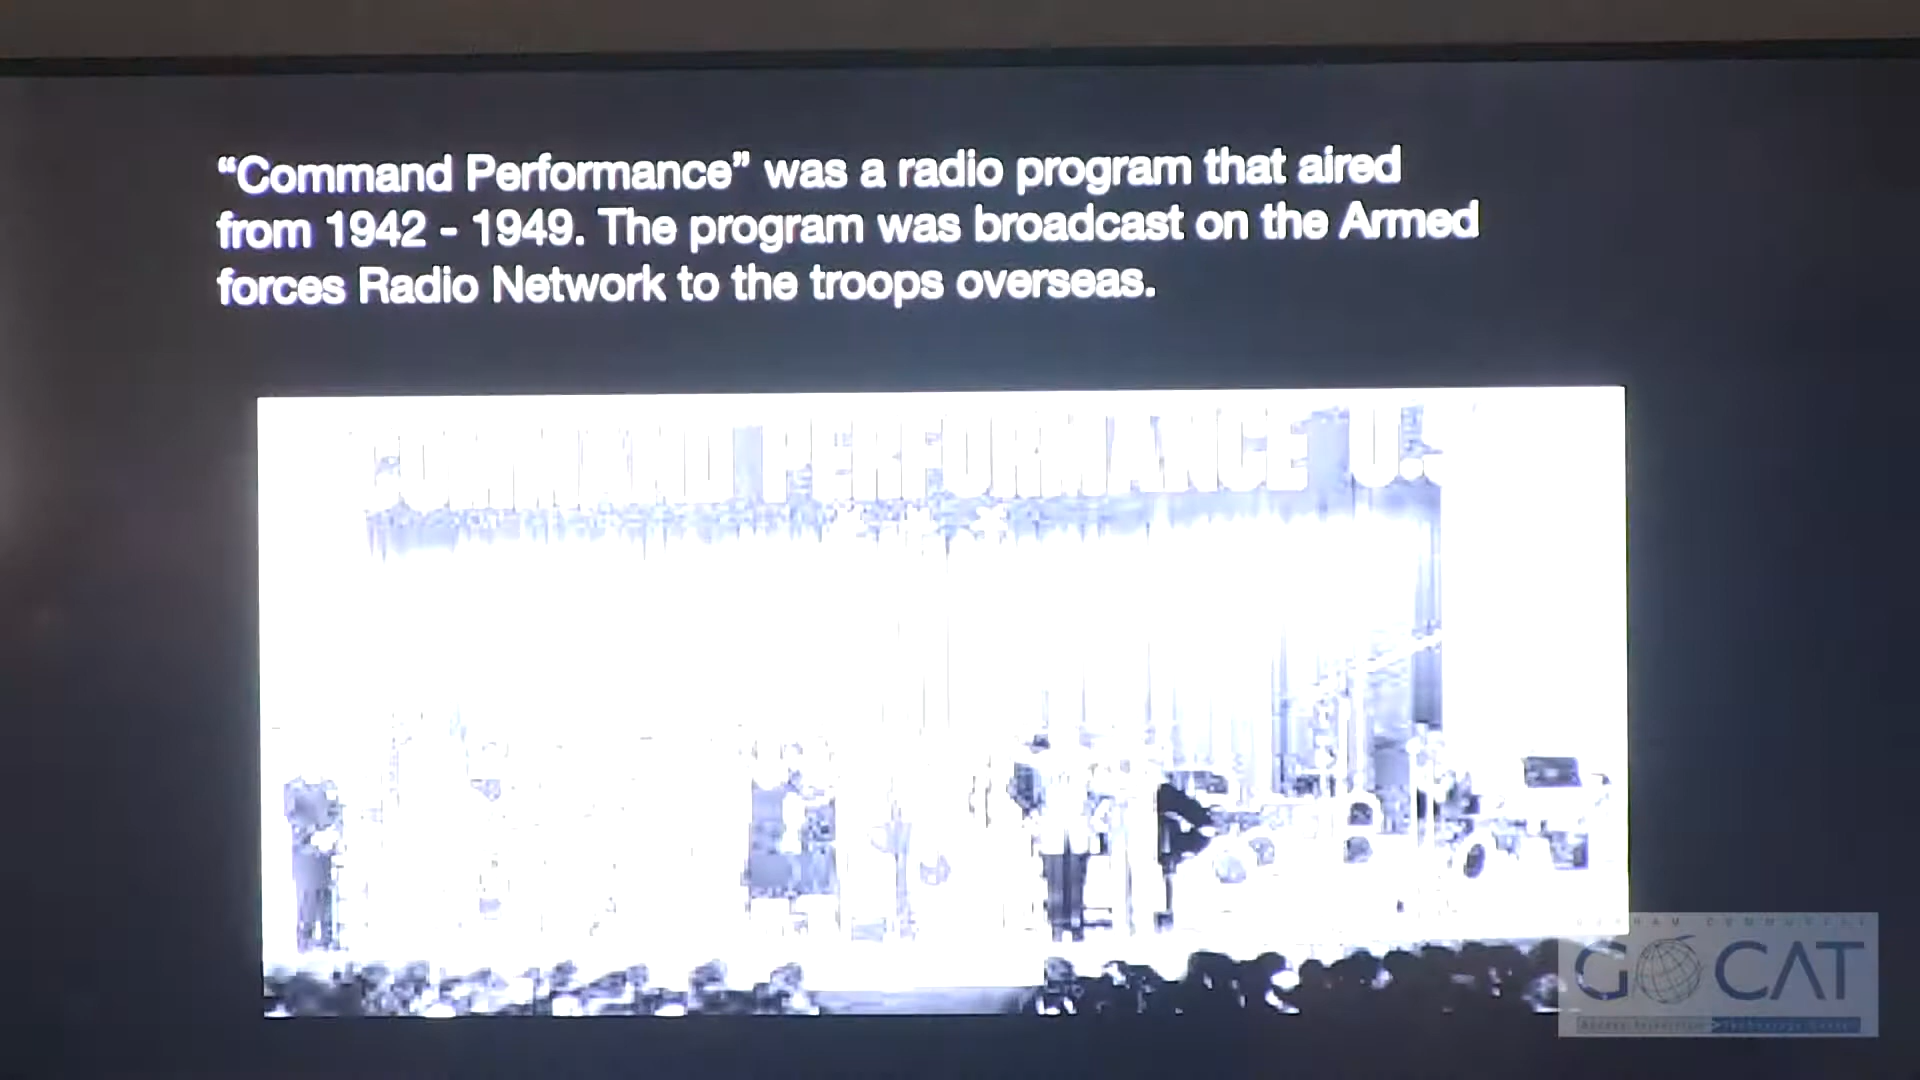 “Command Performance” was a radio program that aired
from 1942 - 1949. The program was broadcast on the Armed
forces Radio Network to the troops overseas.
COMMAND PERFORMANCE U.S
GOCAT